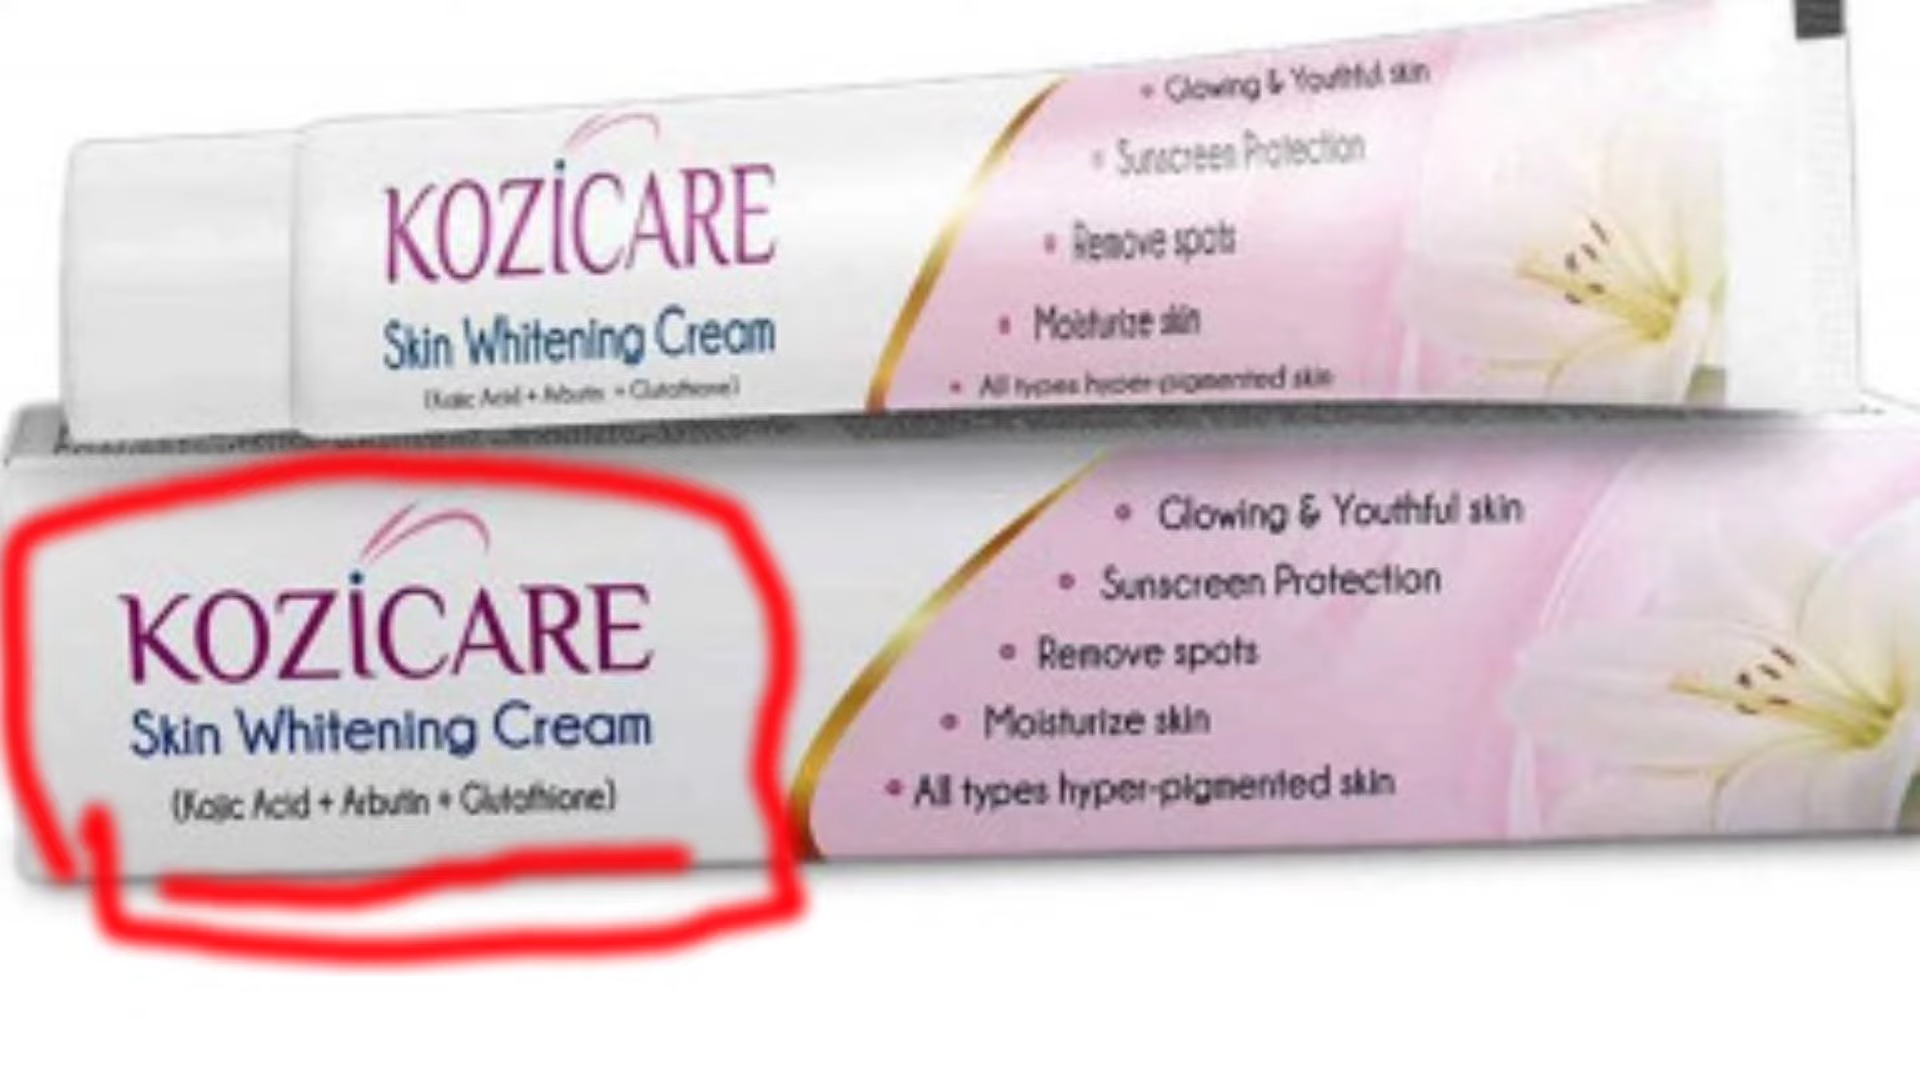 KOZiCARE
Skin Whitening Cream
(Kojic Acid + Arbutin + Glutathione)
• Glowing & Youthful skin
• Sunscreen Protection
• Remove spots
• Moisturize skin
• All types hyper-pigmented skin
KOZiCARE
Skin Whitening Cream
(Kojic Acid + Arbutin + Glutathione)
• Glowing & Youthful skin
• Sunscreen Protection
• Remove spots
• Moisturize skin
• All types hyper-pigmented skin